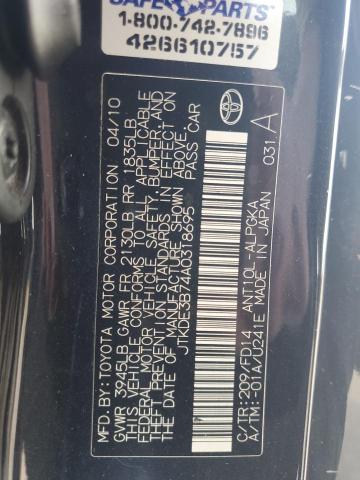 SAFE PARTS
1-800-742-7896
426610757
MFD.BY:TOYOTA MOTOR CORPORATION 04/10
GVWR 3945LB GAWR FR 2130LB RR 1835LB
THIS VEHICLE CONFORMS TO ALL APPLICABLE
FEDERAL MOTOR VEHICLE SAFETY, BUMPER, AND
THEFT PREVENTION STANDARDS IN EFFECT ON
THE DATE OF MANUFACTURE SHOWN ABOVE.
JTKDE3B74A0318695 PASS CAR
C/TR:209/FD14 ANT10L-ALPGKA
A/TM:-01A/U241E MADE IN JAPAN 031 A